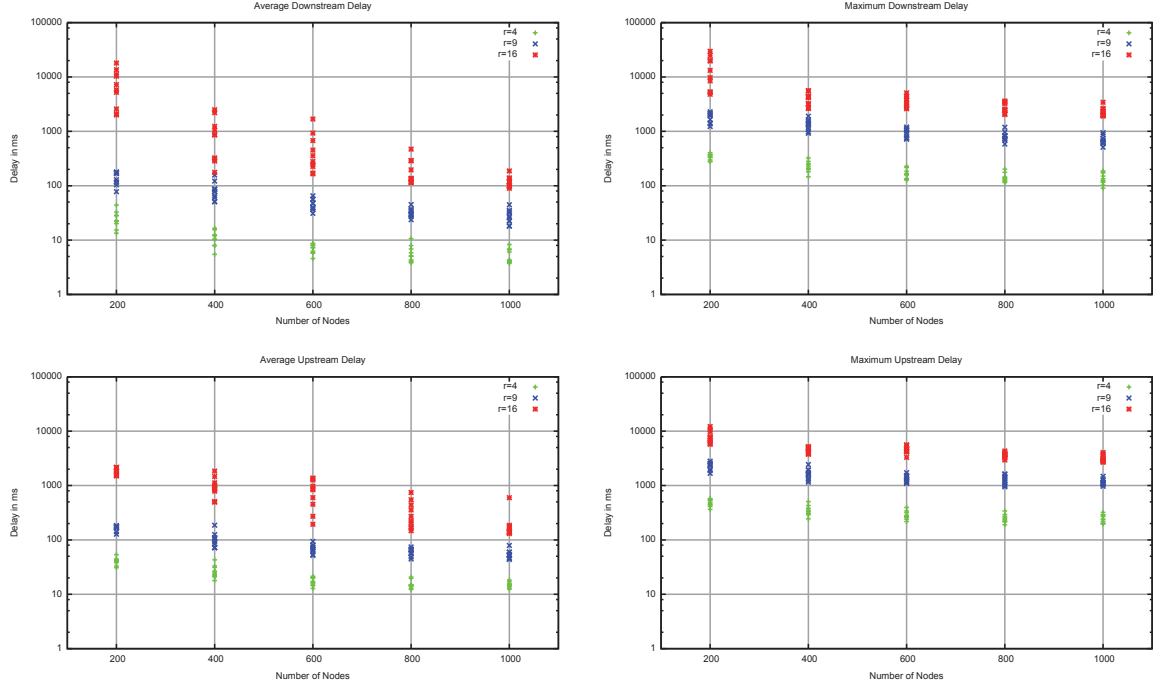 Average Downstream Delay
100000
10000
1000
100
10
1
Delay in ms
200 400 600 800 1000
Number of Nodes
r=4
r=9
r=16
Maximum Downstream Delay
100000
10000
1000
100
10
1
Delay in ms
200 400 600 800 1000
Number of Nodes
r=4
r=9
r=16
Average Upstream Delay
100000
10000
1000
100
10
1
Delay in ms
200 400 600 800 1000
Number of Nodes
r=4
r=9
r=16
Maximum Upstream Delay
100000
10000
1000
100
10
1
Delay in ms
200 400 600 800 1000
Number of Nodes
r=4
r=9
r=16